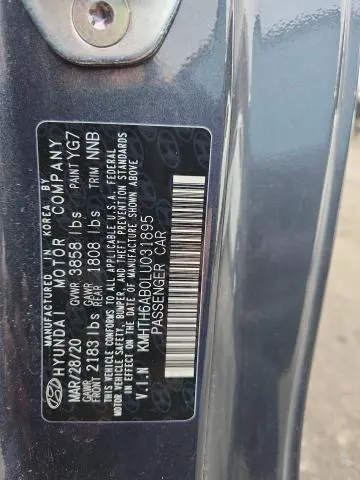 MADE IN KOREA
HYUNDAI MOTOR COMPANY
MAR/28/20 GVWR 3858 lbs PAINT YG7
GAWR FRONT 2183 lbs GAWR REAR 1808 lbs TRIM NNB
THIS VEHICLE CONFORMS TO ALL APPLICABLE U.S.A. FEDERAL
MOTOR VEHICLE SAFETY, BUMPER, AND THEFT PREVENTION STANDARDS
IN EFFECT ON THE DATE OF MANUFACTURE SHOWN ABOVE
V.I.N KMHTH6AB0LU031895
PASSENGER CAR